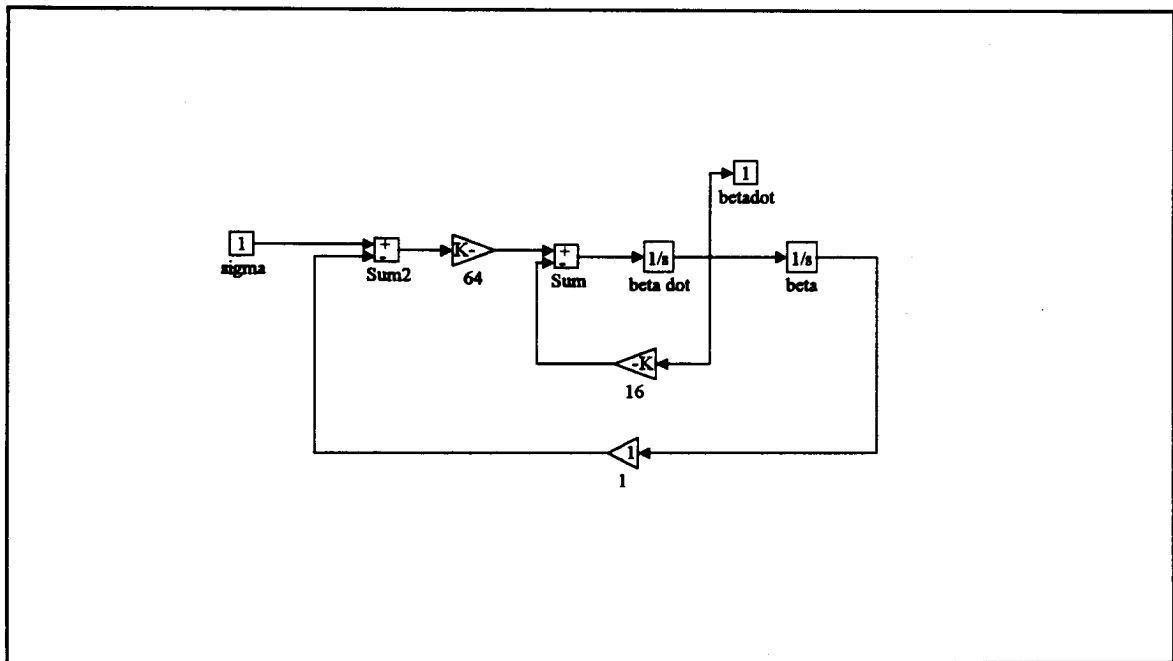 1
betadot
1
sigma
+
-
Sum2
K-
64
+
-
Sum
1/s
beta dot
1/s
beta
-K
16
1
1